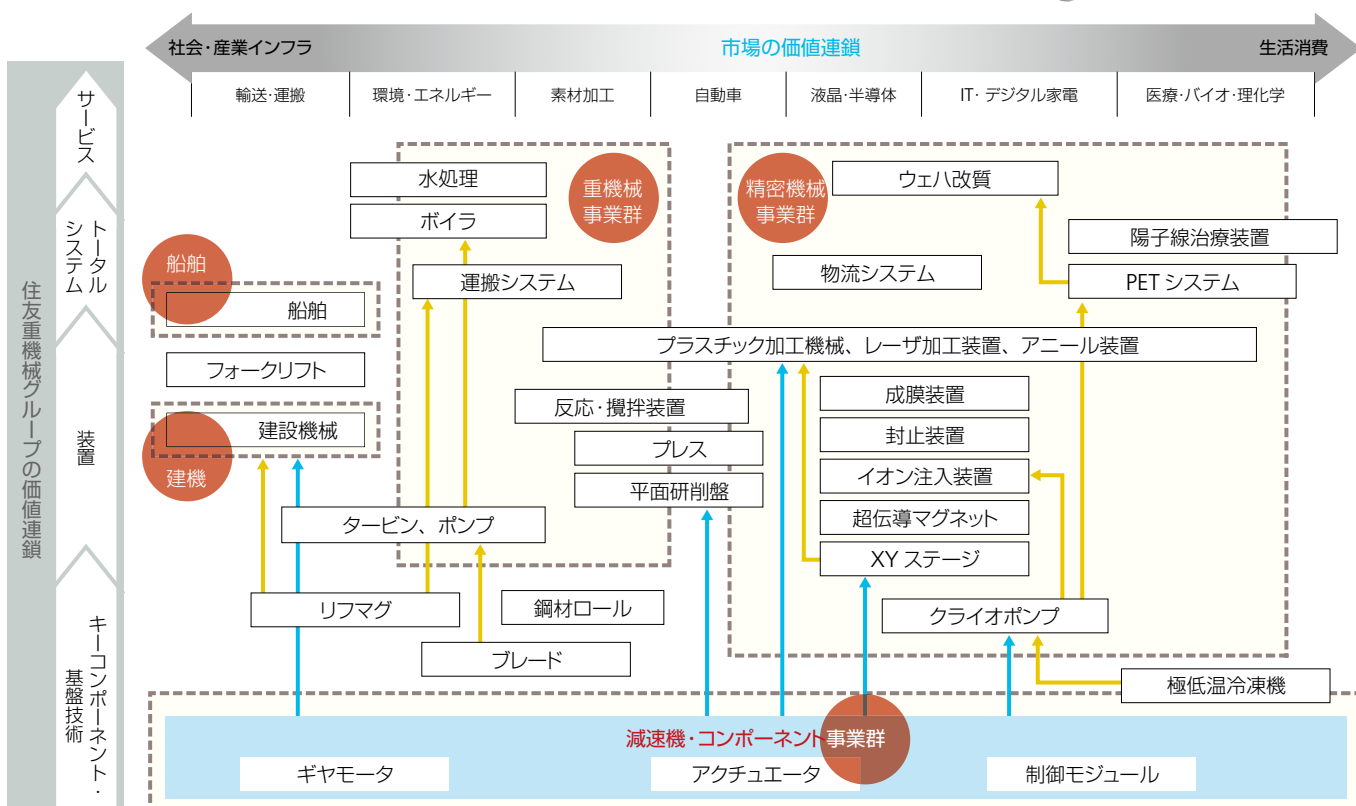 社会・産業インフラ
市場の価値連鎖
生活消費
輸送・運搬
環境・エネルギー
素材加工
自動車
液晶・半導体
IT・デジタル家電
医療・バイオ・理化学
住友重機械グループの価値連鎖
サービス
トータル
システム
装置
キーコンポーネント・
基盤技術
水処理
重機械
事業群
精密機械
事業群
ウェハ改質
ボイラ
陽子線治療装置
船舶
運搬システム
物流システム
PET システム
船舶
プラスチック加工機械、レーザ加工装置、アニール装置
フォークリフト
成膜装置
反応・攪拌装置
建設機械
封止装置
プレス
建機
イオン注入装置
平面研削盤
タービン、ポンプ
超伝導マグネット
XY ステージ
リフマグ
鋼材ロール
クライオポンプ
ブレード
極低温冷凍機
減速機・コンポーネント事業群
ギヤモータ
アクチュエータ
制御モジュール